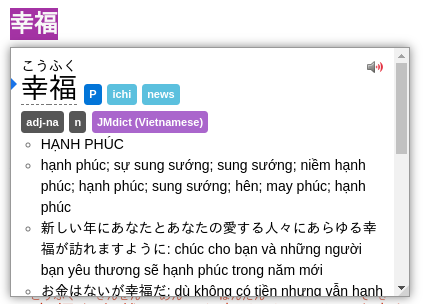 幸福
こうふく
幸福 P ichi news
adj-na n JMdict (Vietnamese)
HẠNH PHÚC
hạnh phúc; sự sung sướng; sung sướng; niềm hạnh
phúc; hạnh phúc; sung sướng; hên; may phúc; hạnh
phúc
新しい年にあなたとあなたの愛する人々にあらゆる幸
福が訪れますように: chúc cho bạn và những người
bạn yêu thương sẽ hạnh phúc trong năm mới
お金はないが幸福だ: dù không có tiền nhưng vẫn hạnh